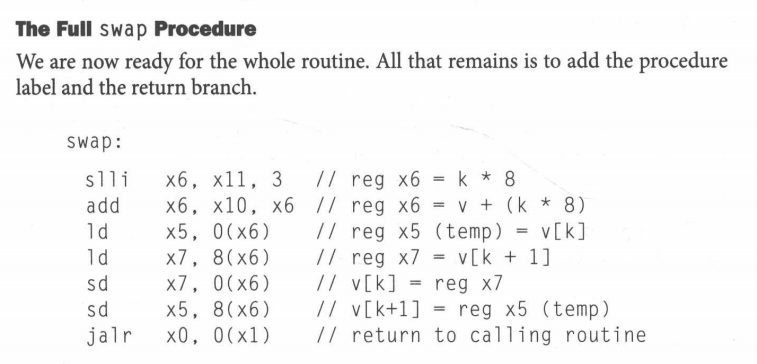 The Full swap Procedure
We are now ready for the whole routine. All that remains is to add the procedure
label and the return branch.
swap:
slli x6, x11, 3 // reg x6 = k * 8
add x6, x10, x6 // reg x6 = v + (k * 8)
ld x5, 0(x6) // reg x5 (temp) = v[k]
ld x7, 8(x6) // reg x7 = v[k + 1]
sd x7, 0(x6) // v[k] = reg x7
sd x5, 8(x6) // v[k+1] = reg x5 (temp)
jalr x0, 0(x1) // return to calling routine